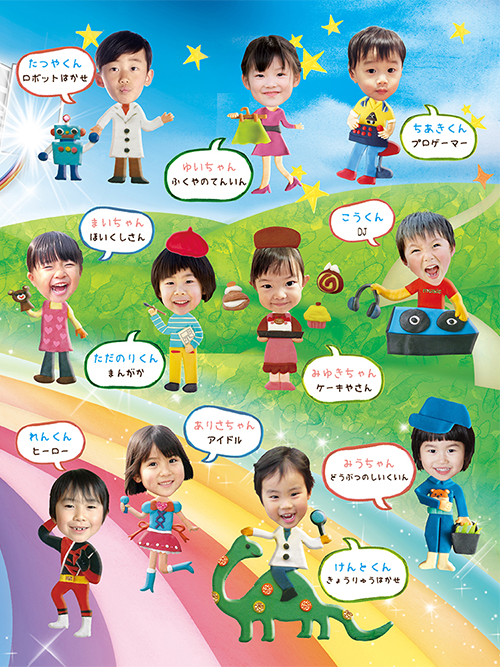 たつやくん
ロボットはかせ
ゆいちゃん
ふくやのてんいん
ちあきくん
プロゲーマー
まいちゃん
ほいくしさん
こうくん
DJ
ただのりくん
まんがか
みゆきちゃん
ケーキやさん
れんくん
ヒーロー
ありさちゃん
アイドル
みうちゃん
どうぶつのしいくいん
けんとくん
きょうりゅうはかせ